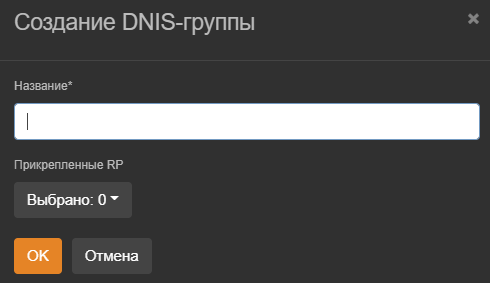 Создание DNIS-группы
Название*
Прикрепленные RP
Выбрано: 0
OK Отмена